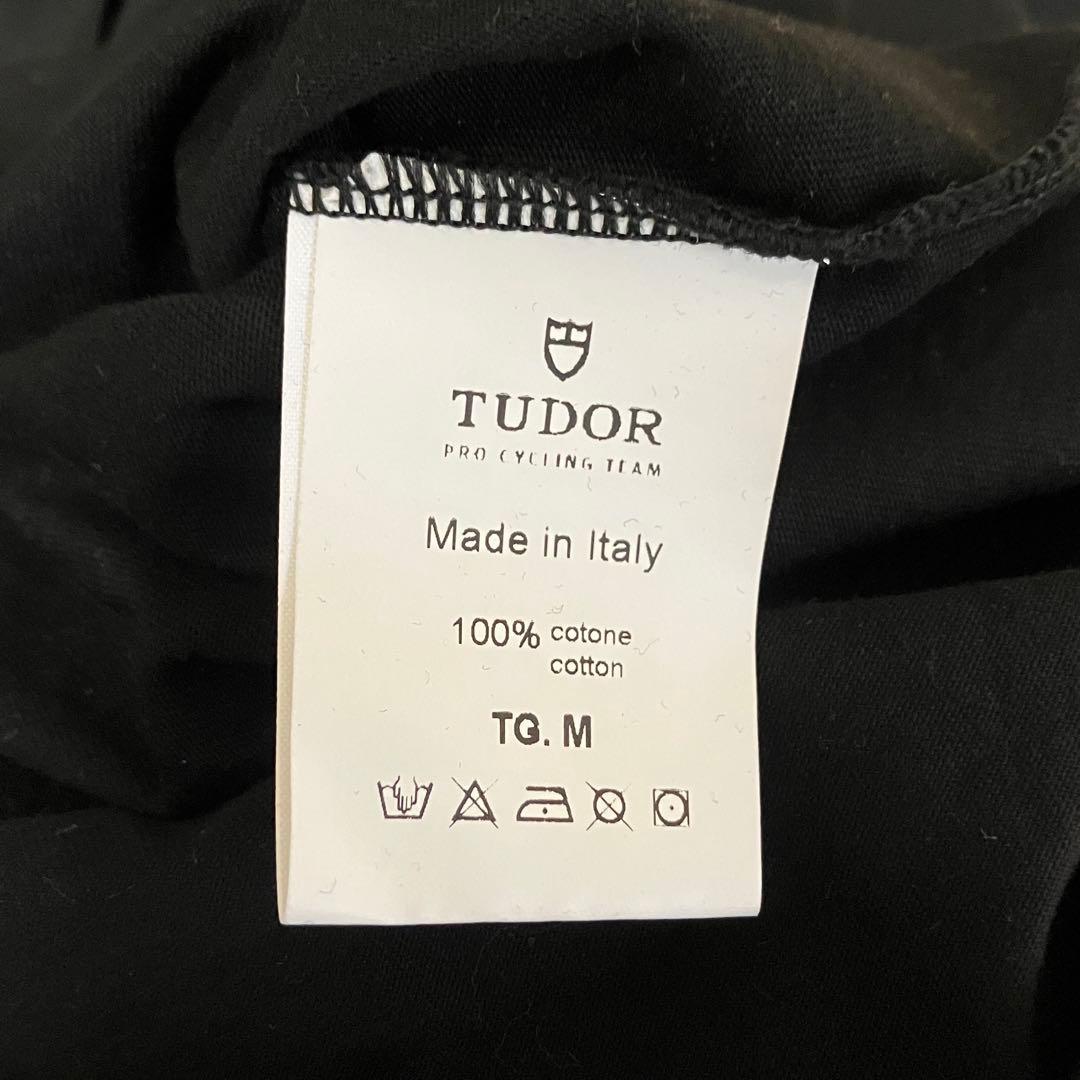 TUDOR
PRO CYCLING TEAM
Made in Italy
100% cotone
cotton
TG. M